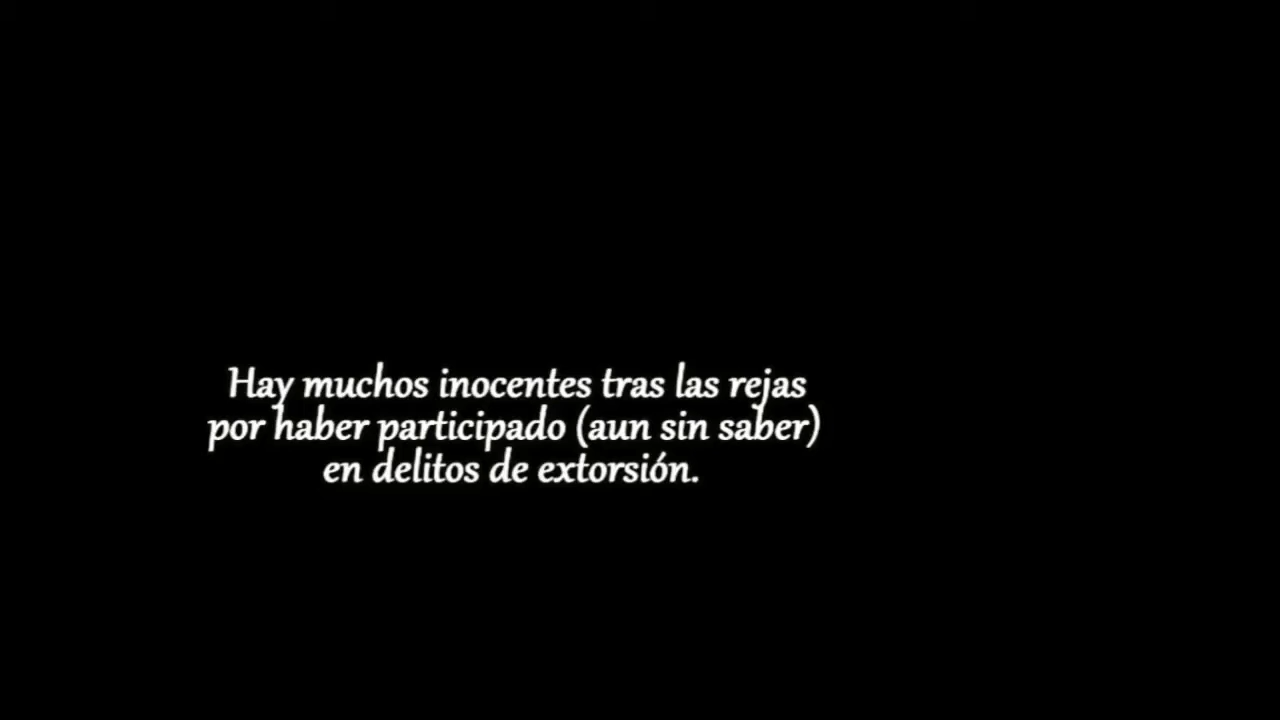 Hay muchos inocentes tras las rejas
por haber participado (aun sin saber)
en delitos de extorsión.